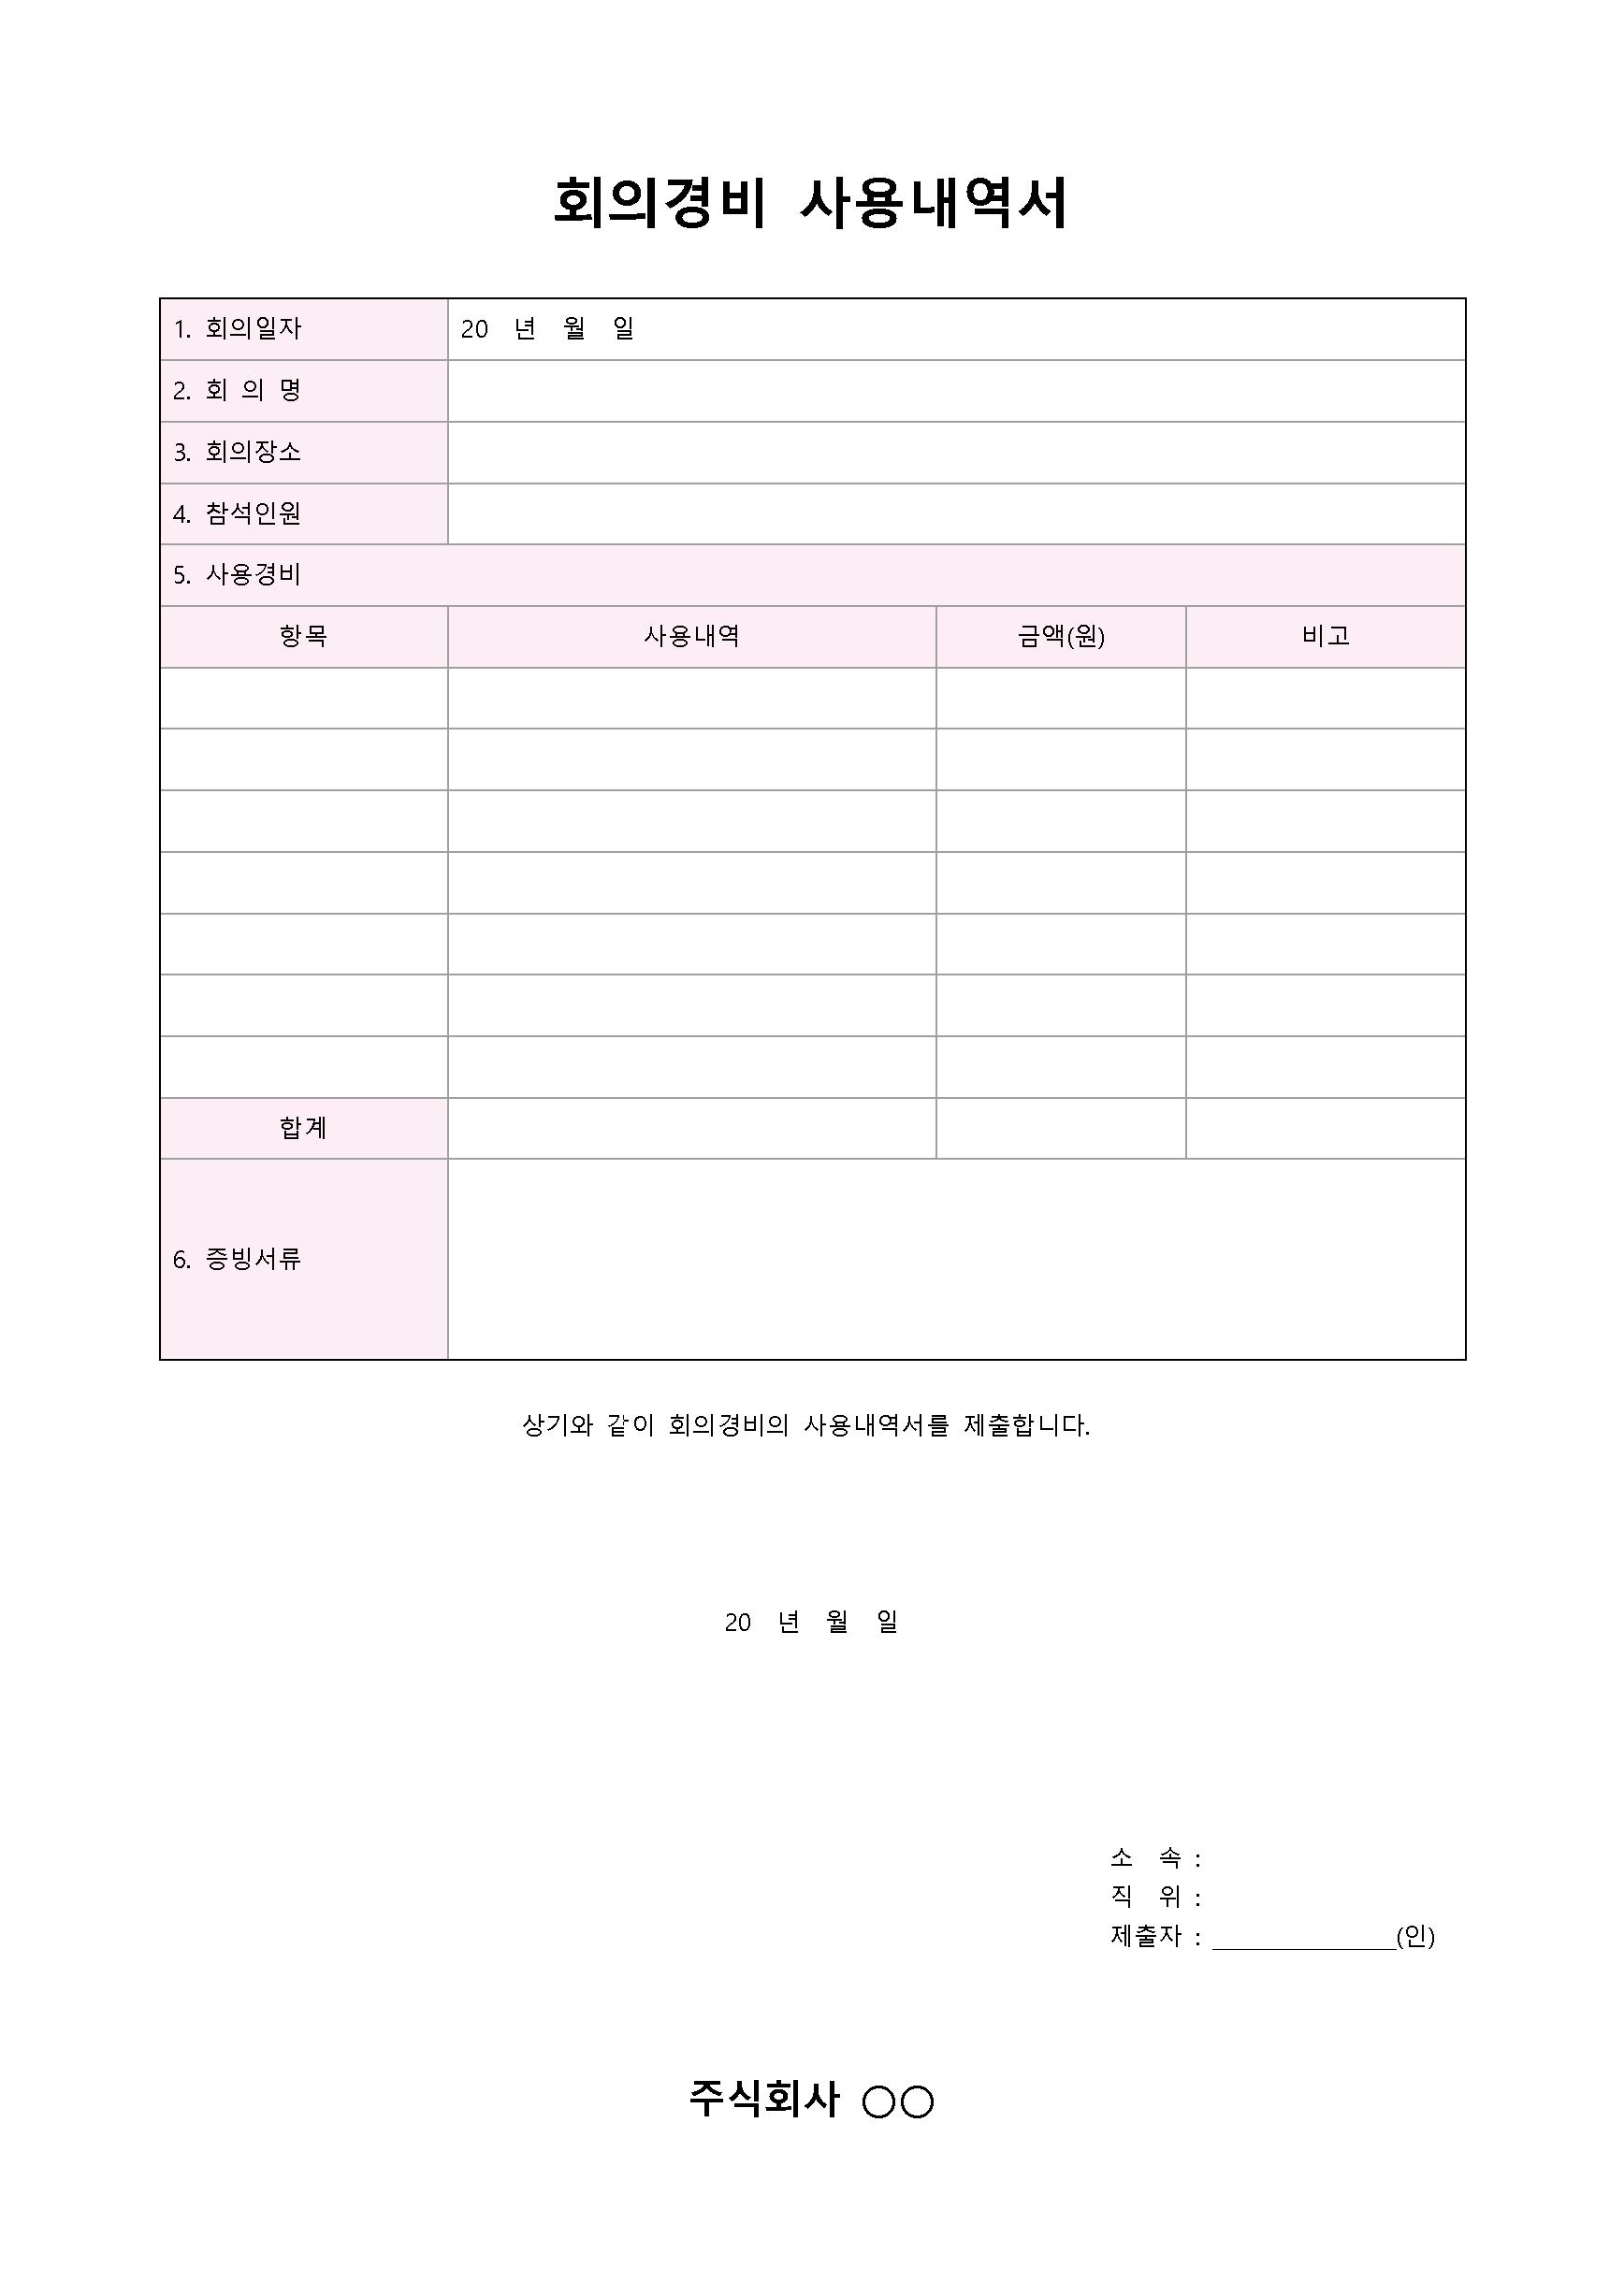 회의경비 사용내역서
1. 회의일자 20 년 월 일
2. 회 의 명
3. 회의장소
4. 참석인원
5. 사용경비
항목 사용내역 금액(원) 비고
합계
6. 증빙서류
상기와 같이 회의경비의 사용내역서를 제출합니다.
20 년 월 일
소 속 :
직 위 :
제출자 : _______________(인)
주식회사 ○○